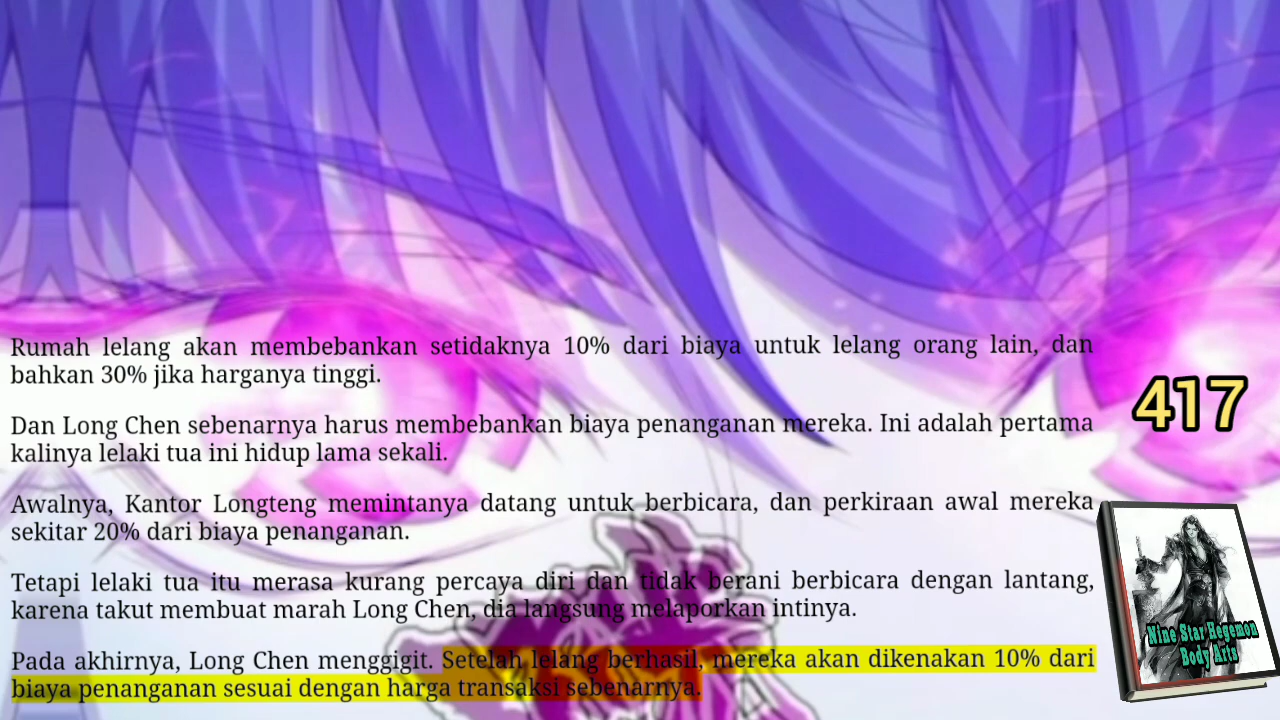 Rumah lelang akan membebankan setidaknya 10% dari biaya untuk lelang orang lain, dan
bahkan 30% jika harganya tinggi.
Dan Long Chen sebenarnya harus membebankan biaya penanganan mereka. Ini adalah pertama
kalinya lelaki tua ini hidup lama sekali.
Awalnya, Kantor Longteng memintanya datang untuk berbicara, dan perkiraan awal mereka
sekitar 20% dari biaya penanganan.
Tetapi lelaki tua itu merasa kurang percaya diri dan tidak berani berbicara dengan lantang,
karena takut membuat marah Long Chen, dia langsung melaporkan intinya.
Pada akhirnya, Long Chen menggigit. Setelah lelang berhasil, mereka akan dikenakan 10% dari
biaya penanganan sesuai dengan harga transaksi sebenarnya.
417
Nine Star Hegemon
Body Arts